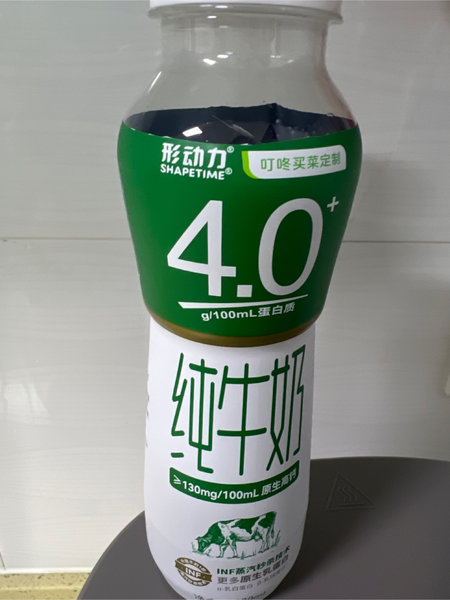 形动力®
SHAPETIME®
叮咚买菜定制
4.0+
g/100mL蛋白质
纯牛奶
≥130mg/100mL 原生高钙
INF蒸汽秒杀技术
更多原生乳蛋白
INF